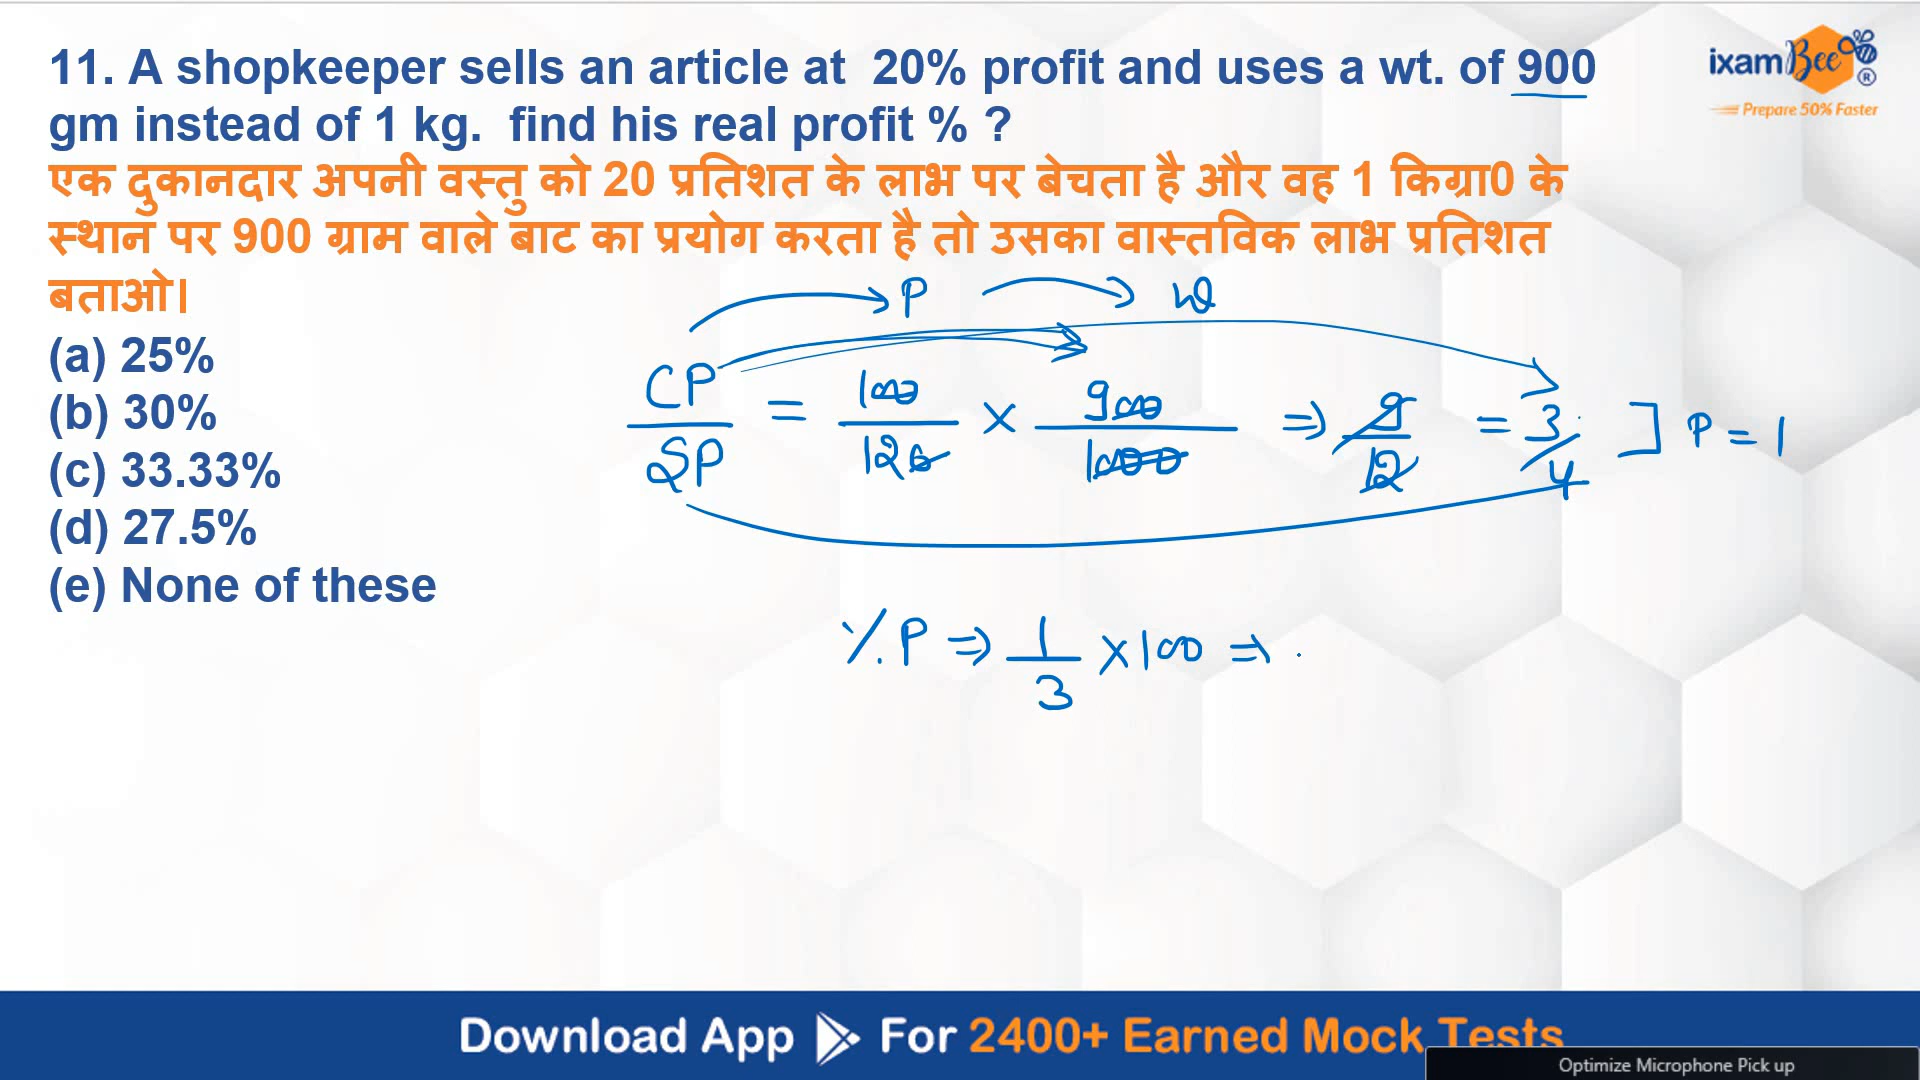 11. A shopkeeper sells an article at 20% profit and uses a wt. of 900
gm instead of 1 kg. find his real profit % ?
एक दुकानदार अपनी वस्तु को 20 प्रतिशत के लाभ पर बेचता है और वह 1 किग्रा0 के
स्थान पर 900 ग्राम वाले बाट का प्रयोग करता है तो उसका वास्तविक लाभ प्रतिशत
बताओ।
(a) 25%
(b) 30%
(c) 33.33%
(d) 27.5%
(e) None of these
P
CP/SP = 100/120 × 900/1000 ⇒ 9/12 = 3/4 ] P = 1
%P ⇒ 1/3 × 100 ⇒
ixamBee ®
Prepare 50% Faster
Download App For 2400+ Earned Mock Tests
Optimize Microphone Pick up